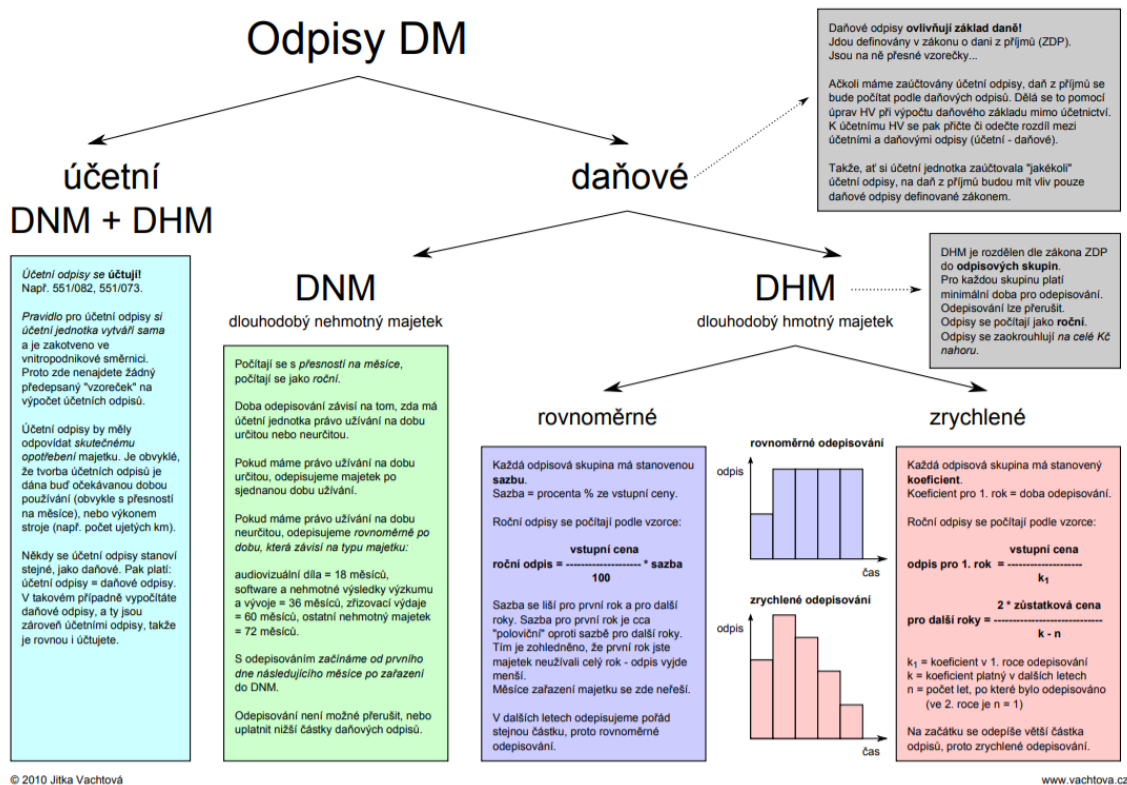 Odpisy DM
Daňové odpisy ovlivňují základ daně!
Jdou definovány v zákonu o dani z příjmů (ZDP).
Jsou na ně přesné vzorečky...
Ačkoli máme zaúčtovány účetní odpisy, daň z příjmů se
bude počítat podle daňových odpisů. Dělá se to pomocí
úprav HV při výpočtu daňového základu mimo účetnictví.
K účetnímu HV se pak přičte či odečte rozdíl mezi
účetními a daňovými odpisy (účetní - daňové).
Takže, ať si účetní jednotka zaúčtovala "jakékoli"
účetní odpisy, na daň z příjmů budou mít vliv pouze
daňové odpisy definované zákonem.
účetní
DNM + DHM
daňové
Účetní odpisy se účtují!
Např. 551/082, 551/073.
Pravidlo pro účetní odpisy si
účetní jednotka vytváří sama
a je zakotveno ve
vnitropodnikové směrnici.
Proto zde nenajdete žádný
předepsaný "vzoreček" na
výpočet účetních odpisů.
Účetní odpisy by měly
odpovídat skutečnému
opotřebení majetku. Je obvyklé,
že tvorba účetních odpisů je
dána buď očekávanou dobou
používání (obvykle s přesností
na měsíce), nebo výkonem
stroje (např. počet ujetých km).
Někdy se účetní odpisy stanoví
stejné, jako daňové. Pak platí:
účetní odpisy = daňové odpisy.
V takovém případně vypočítáte
daňové odpisy, a ty jsou
zároveň účetními odpisy, takže
je rovnou i účtujete.
DNM
dlouhodobý nehmotný majetek
Počítají se s přesností na měsíce,
počítají se jako roční.
Doba odepisování závisí na tom, zda má
účetní jednotka právo užívání na dobu
určitou nebo neurčitou.
Pokud máme právo užívání na dobu
určitou, odepisujeme majetek po
sjednanou dobu užívání.
Pokud máme právo užívání na dobu
neurčitou, odepisujeme rovnoměrně po
dobu, která závisí na typu majetku:
audiovizuální díla = 18 měsíců,
software a nehmotné výsledky výzkumu
a vývoje = 36 měsíců, zřizovací výdaje
= 60 měsíců, ostatní nehmotný majetek
= 72 měsíců.
S odepisováním začínáme od prvního
dne následujícího měsíce po zařazení
do DNM.
Odepisování není možné přerušit, nebo
uplatnit nižší částky daňových odpisů.
DHM
dlouhodobý hmotný majetek
DHM je rozdělen dle zákona ZDP
do odpisových skupin.
Pro každou skupinu platí
minimální doba pro odepisování.
Odepisování lze přerušit.
Odpisy se počítají jako roční.
Odpisy se zaokrouhlují na celé Kč
nahoru.
rovnoměrné
Každá odpisová skupina má stanovenou
sazbu.
Sazba = procenta % ze vstupní ceny.
Roční odpisy se počítají podle vzorce:
vstupní cena
roční odpis = -------------------- * sazba
100
Sazba se liší pro první rok a pro další
roky. Sazba pro první rok je cca
"poloviční" oproti sazbě pro další roky.
Tím je zohledněno, že první rok jste
majetek neužívali celý rok - odpis vyjde
menší.
Měsíce zařazení majetku se zde neřeší.
V dalších letech odepisujeme pořád
stejnou částku, proto rovnoměrné
odepisování.
rovnoměrné odepisování
odpis
čas
zrychlené odepisování
odpis
čas
zrychlené
Každá odpisová skupina má stanovený
koeficient.
Koeficient pro 1. rok = doba odepisování.
Roční odpisy se počítají podle vzorce:
vstupní cena
odpis pro 1. rok = --------------------
k1
2 * zůstatková cena
pro další roky = -----------------------------
k - n
k1 = koeficient v 1. roce odepisování
k = koeficient platný v dalších letech
n = počet let, po které bylo odepisováno
(ve 2. roce je n = 1)
Na začátku se odepíše větší částka
odpisů, proto zrychlené odepisování.
© 2010 Jitka Vachtová
www.vachtova.cz